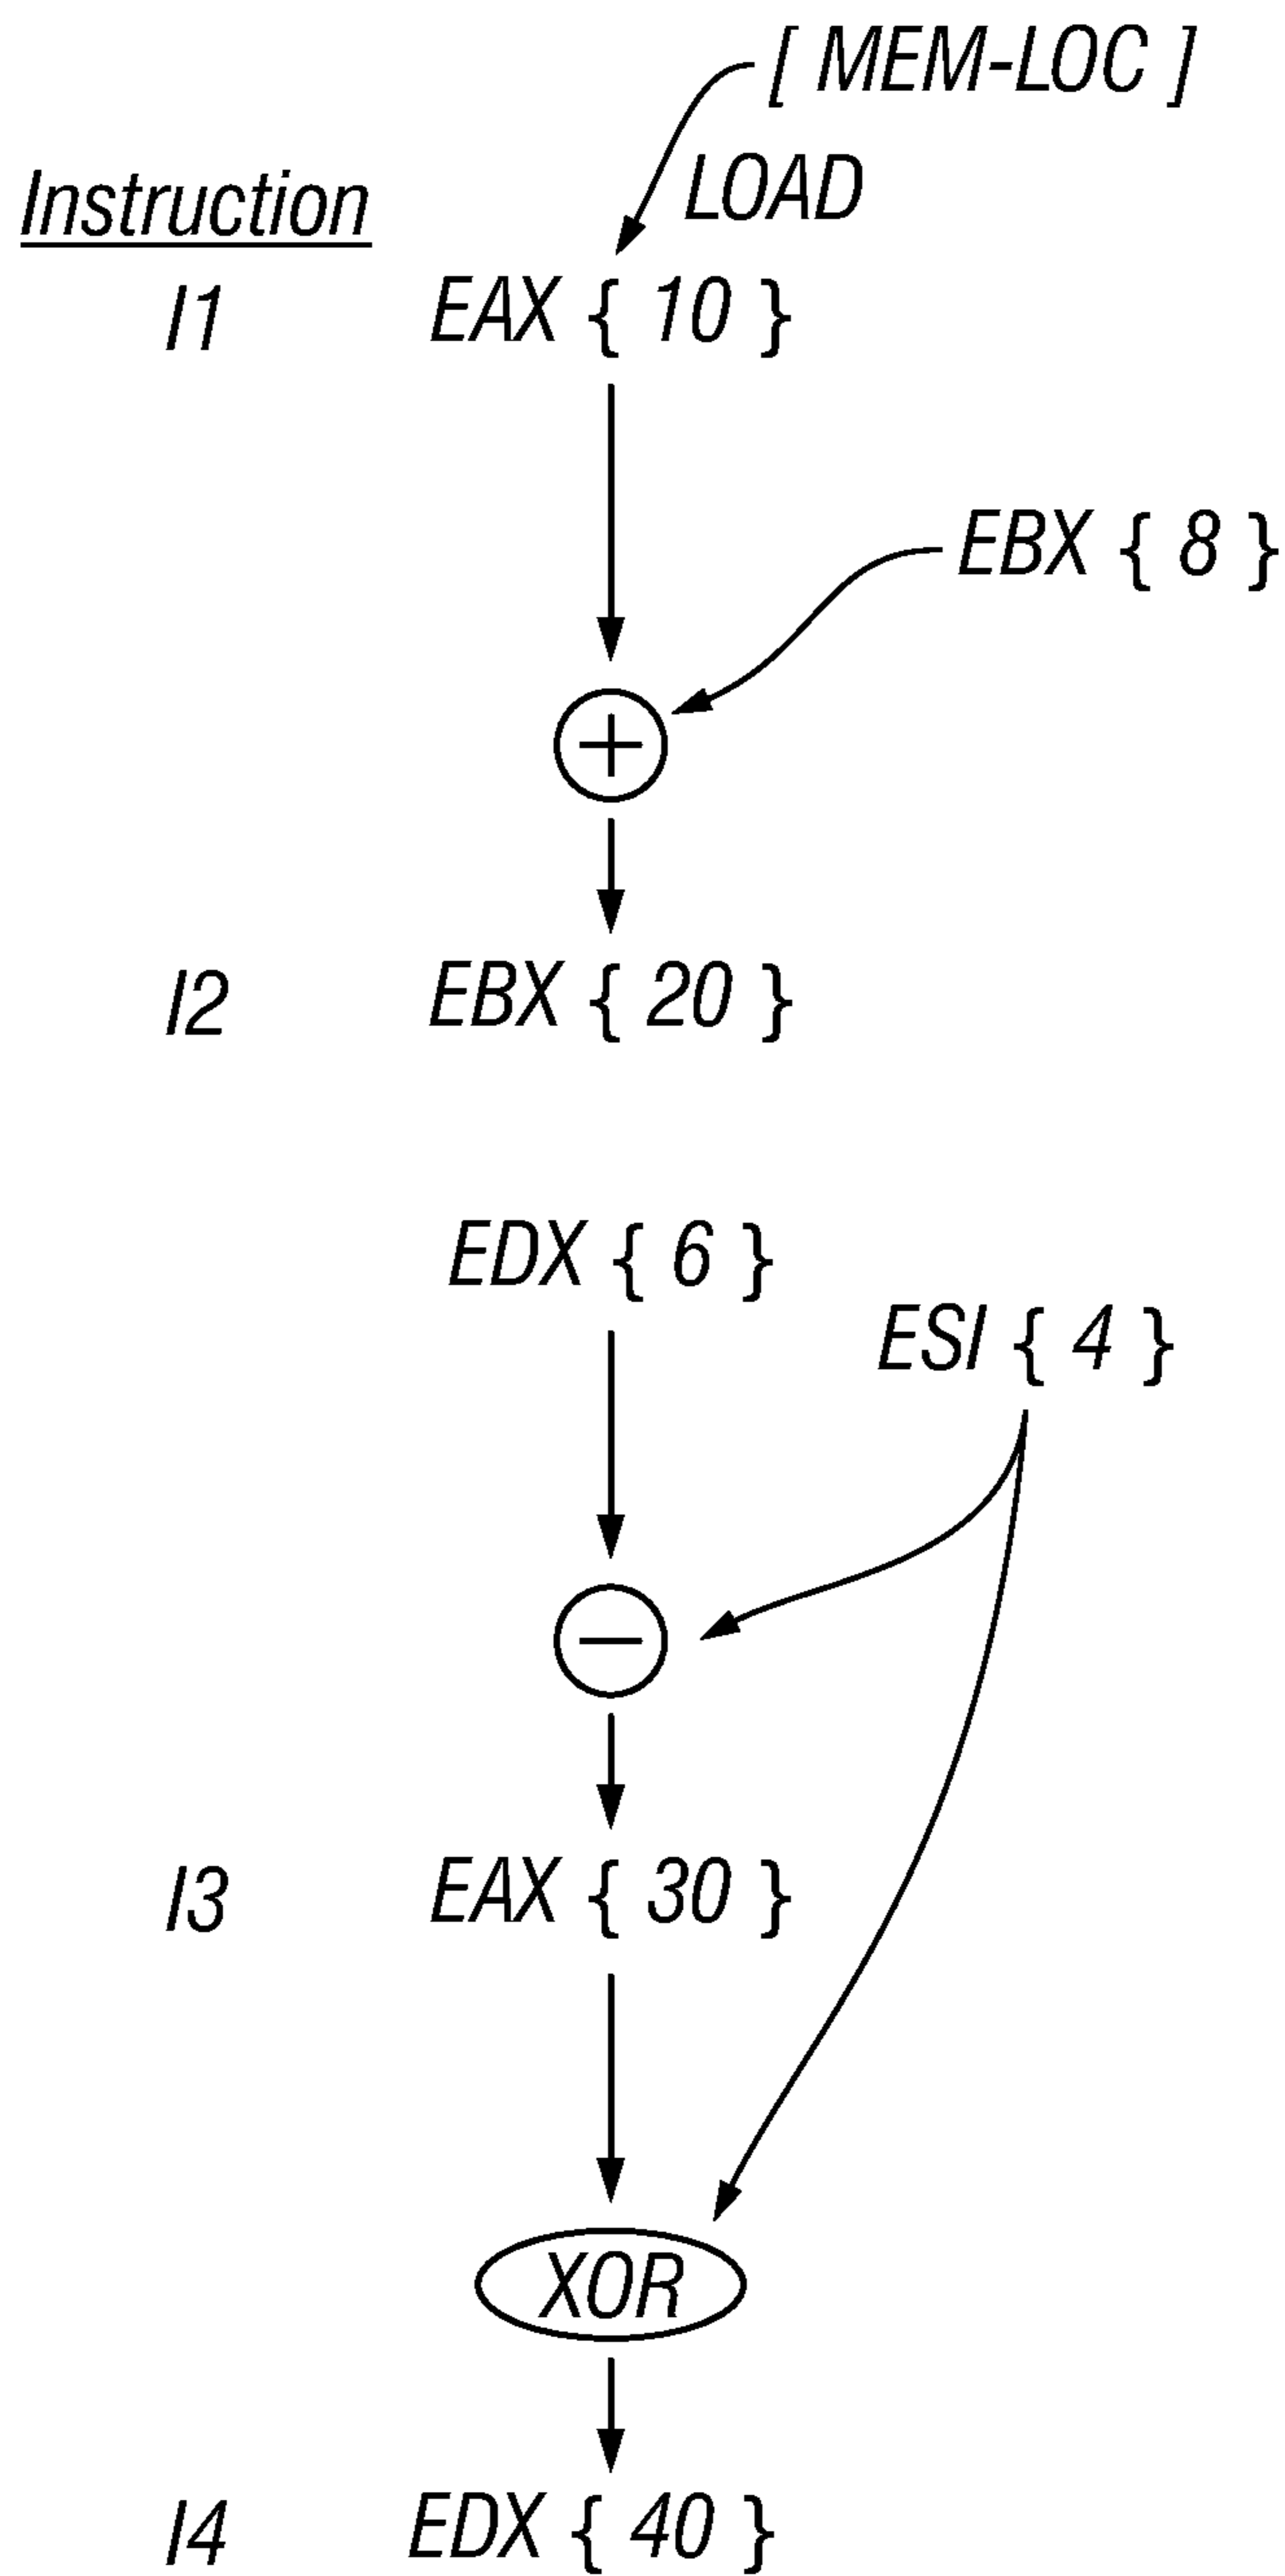 [ MEM-LOC ]
LOAD
Instruction
I1 EAX { 10 }
EBX { 8 }
+
I2 EBX { 20 }
EDX { 6 }
ESI { 4 }
−
I3 EAX { 30 }
XOR
I4 EDX { 40 }